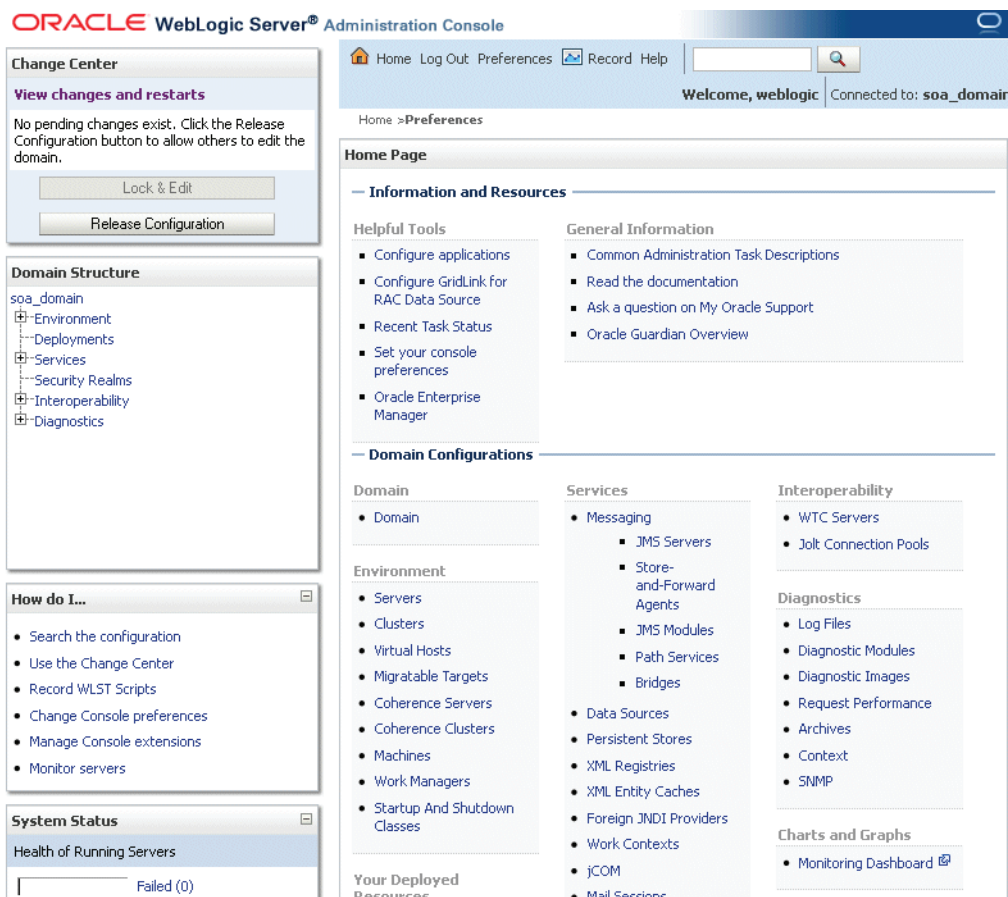 ORACLE WebLogic Server® Administration Console
Change Center
View changes and restarts
No pending changes exist. Click the Release
Configuration button to allow others to edit the
domain.
Lock & Edit
Release Configuration
Domain Structure
soa_domain
Environment
Deployments
Services
Security Realms
Interoperability
Diagnostics
How do I...
Search the configuration
Use the Change Center
Record WLST Scripts
Change Console preferences
Manage Console extensions
Monitor servers
System Status
Health of Running Servers
Failed (0)
Home Log Out Preferences Record Help
Welcome, weblogic Connected to: soa_domain
Home >Preferences
Home Page
Information and Resources
Helpful Tools
Configure applications
Configure GridLink for
RAC Data Source
Recent Task Status
Set your console
preferences
Oracle Enterprise
Manager
General Information
Common Administration Task Descriptions
Read the documentation
Ask a question on My Oracle Support
Oracle Guardian Overview
Domain Configurations
Domain
Domain
Environment
Servers
Clusters
Virtual Hosts
Migratable Targets
Coherence Servers
Coherence Clusters
Machines
Work Managers
Startup And Shutdown
Classes
Your Deployed
Resources
Services
Messaging
JMS Servers
Store-
and-Forward
Agents
JMS Modules
Path Services
Bridges
Data Sources
Persistent Stores
XML Registries
XML Entity Caches
Foreign JNDI Providers
Work Contexts
jCOM
Mail Sessions
Interoperability
WTC Servers
Jolt Connection Pools
Diagnostics
Log Files
Diagnostic Modules
Diagnostic Images
Request Performance
Archives
Context
SNMP
Charts and Graphs
Monitoring Dashboard